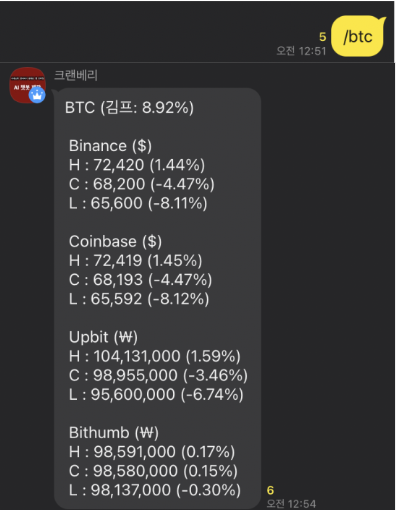 5
오전 12:51
/btc
크랜베리
BTC (김프: 8.92%)
Binance ($)
H : 72,420 (1.44%)
C : 68,200 (-4.47%)
L : 65,600 (-8.11%)
Coinbase ($)
H : 72,419 (1.45%)
C : 68,193 (-4.47%)
L : 65,592 (-8.12%)
Upbit (₩)
H : 104,131,000 (1.59%)
C : 98,955,000 (-3.46%)
L : 95,600,000 (-6.74%)
Bithumb (₩)
H : 98,591,000 (0.17%)
C : 98,580,000 (0.15%)
L : 98,137,000 (-0.30%)
6
오전 12:54